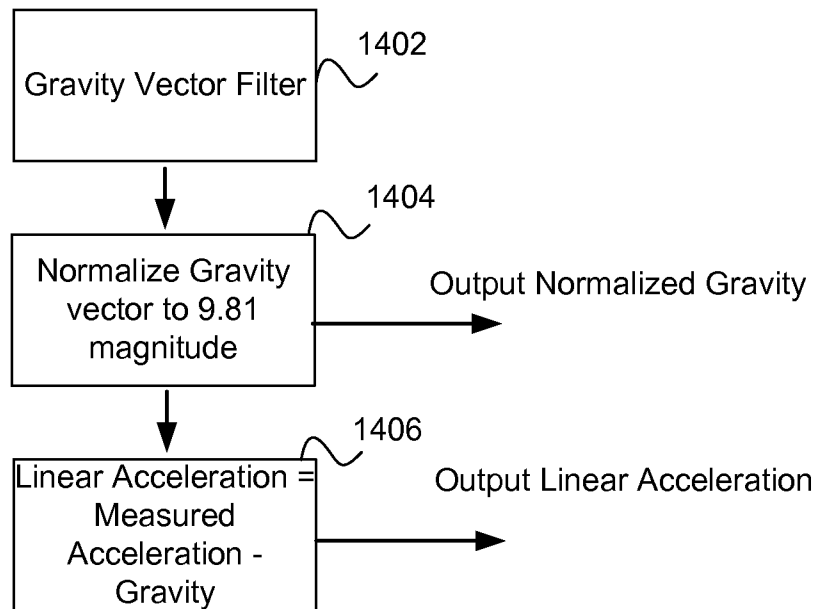 1402
Gravity Vector Filter
1404
Normalize Gravity
vector to 9.81
magnitude
Output Normalized Gravity
1406
Linear Acceleration =
Measured
Acceleration -
Gravity
Output Linear Acceleration